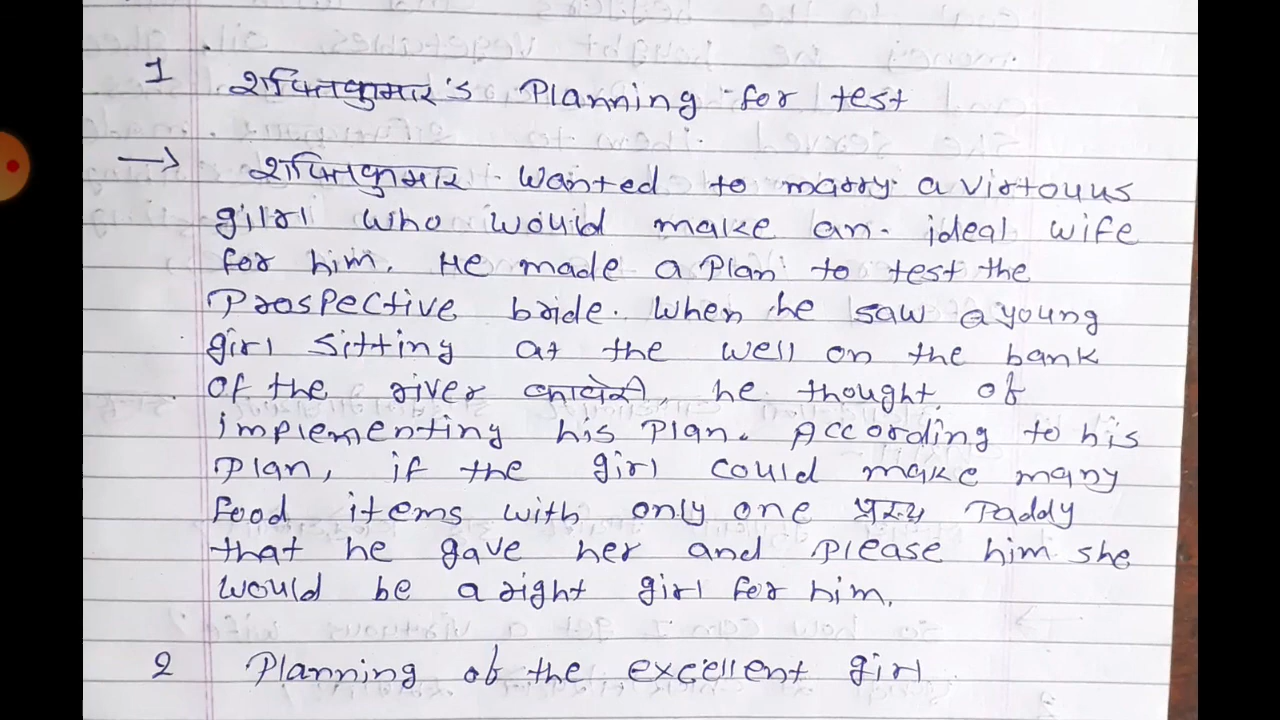 1 शक्तिकुमार's Planning for test
→ शक्तिकुमार wanted to marry a virtouus
gilrl who would make an ideal wife
for him. He made a Plan to test the
Prospective bride. When he saw a young
girl sitting at the well on the bank
of the river कावेरी, he thought of
implementing his Plan. According to his
Plan, if the girl could make many
food items with only one प्रस्थ Paddy
that he gave her and Please him she
would be a right girl for him.
2 Planning of the excellent girl